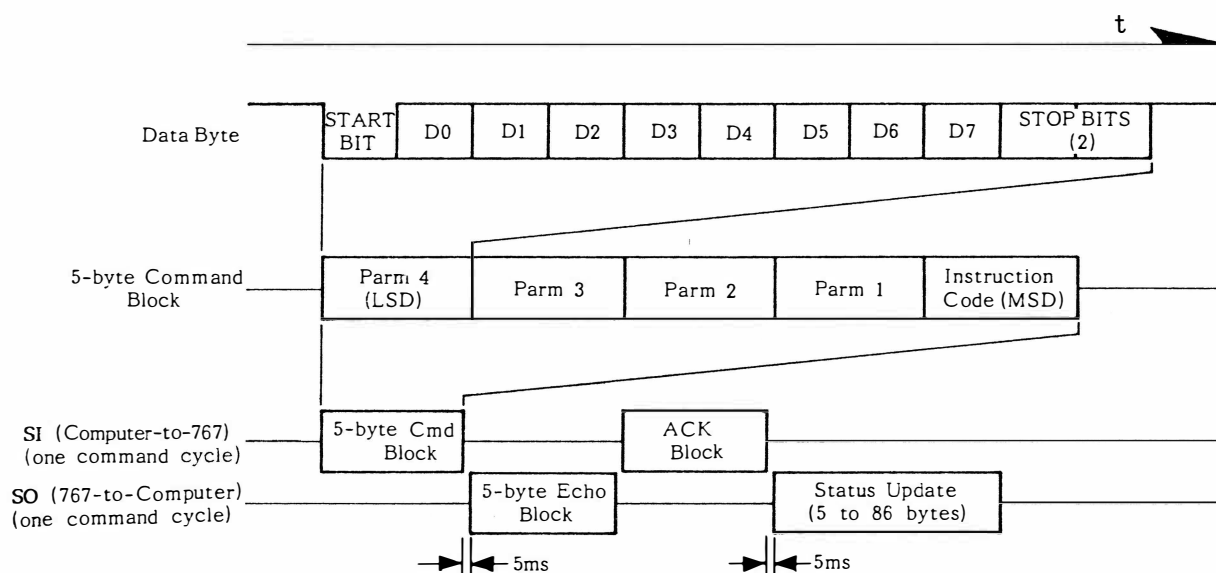 t
Data Byte
START
BIT
D0
D1
D2
D3
D4
D5
D6
D7
STOP BITS
(2)
5-byte Command
Block
Parm 4
(LSD)
Parm 3
Parm 2
Parm 1
Instruction
Code (MSD)
SI (Computer-to-767)
(one command cycle)
5-byte Cmd
Block
ACK
Block
SO (767-to-Computer)
(one command cycle)
5-byte Echo
Block
Status Update
(5 to 86 bytes)
5ms
5ms